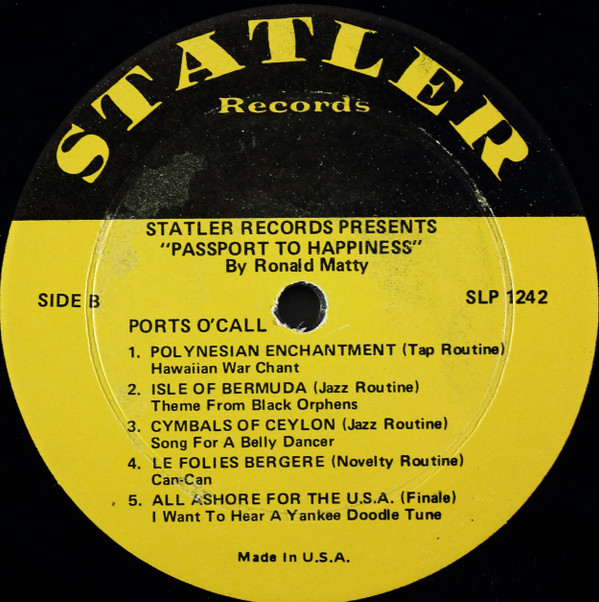 STATLER
Records
STATLER RECORDS PRESENTS
"PASSPORT TO HAPPINESS"
By Ronald Matty
SIDE B
SLP 1242
PORTS O'CALL
1. POLYNESIAN ENCHANTMENT (Tap Routine)
Hawaiian War Chant
2. ISLE OF BERMUDA (Jazz Routine)
Theme From Black Orphens
3. CYMBALS OF CEYLON (Jazz Routine)
Song For A Belly Dancer
4. LE FOLIES BERGERE (Novelty Routine)
Can-Can
5. ALL ASHORE FOR THE U.S.A. (Finale)
I Want To Hear A Yankee Doodle Tune
Made In U.S.A.